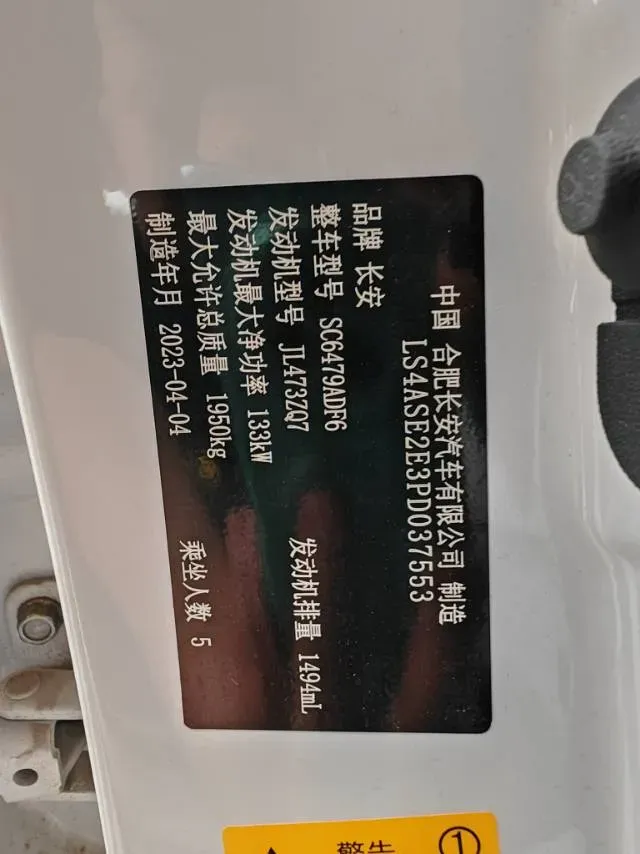 中国 合肥长安汽车有限公司 制造
LS4ASE2E3PD037553
品牌 长安
整车型号 SC6479ADF6
发动机型号 JL473ZQ7 发动机排量 1494mL
发动机最大净功率 133kW
最大允许总质量 1950kg
制造年月 2023-04-04 乘坐人数 5
警告 ①